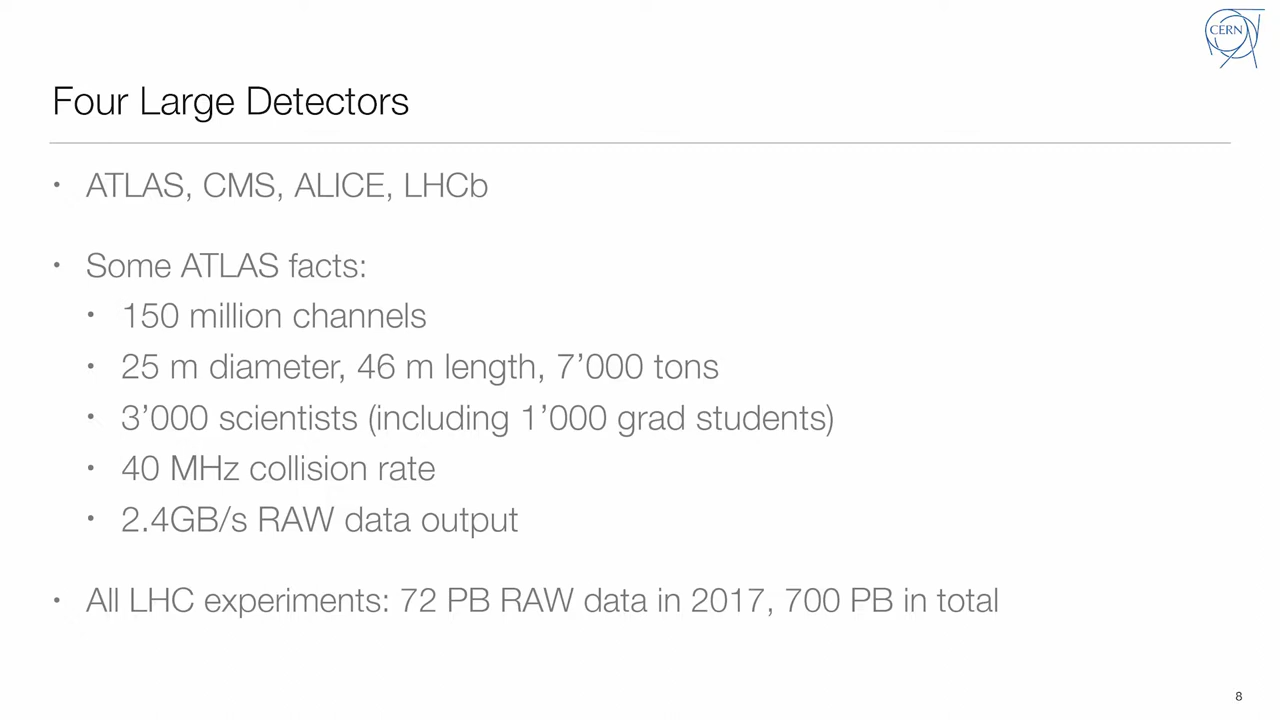 CERN
Four Large Detectors
• ATLAS, CMS, ALICE, LHCb
• Some ATLAS facts:
• 150 million channels
• 25 m diameter, 46 m length, 7’000 tons
• 3’000 scientists (including 1’000 grad students)
• 40 MHz collision rate
• 2.4GB/s RAW data output
• All LHC experiments: 72 PB RAW data in 2017, 700 PB in total
8